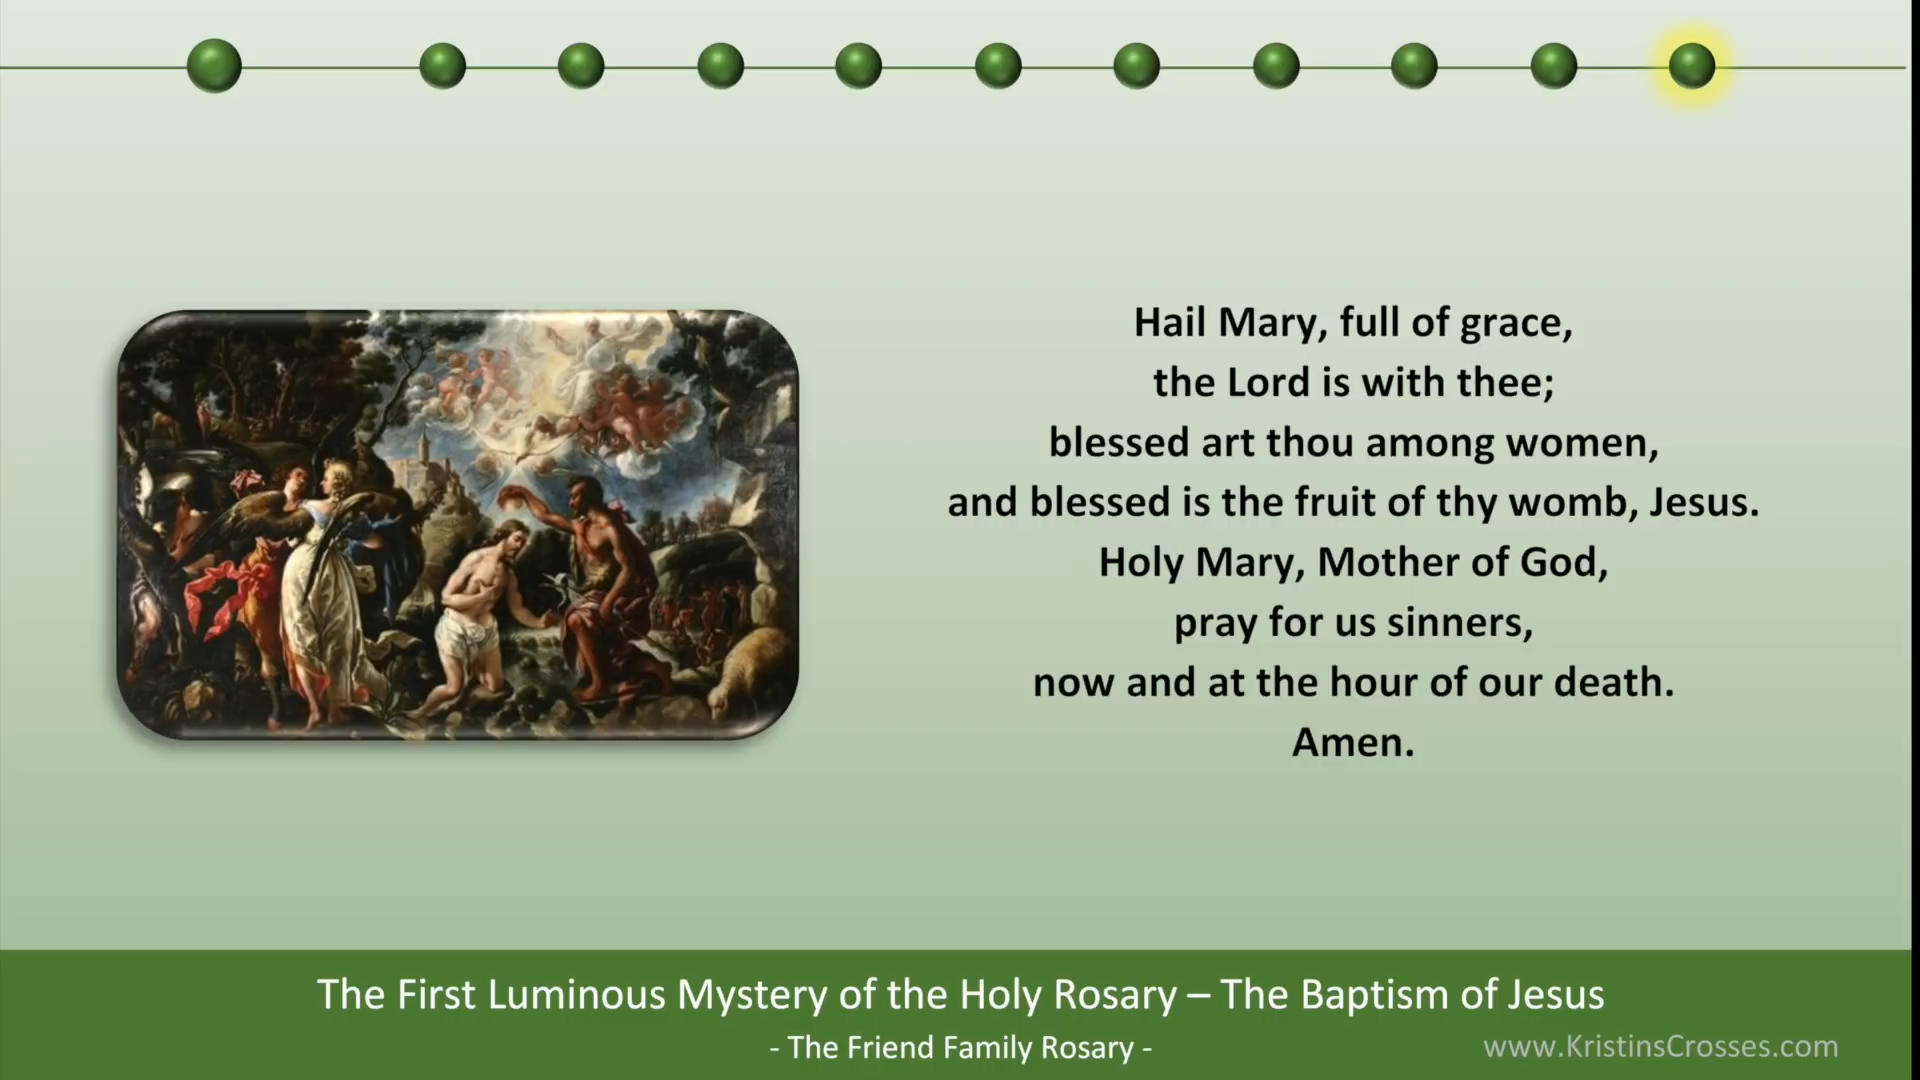 Hail Mary, full of grace,
the Lord is with thee;
blessed art thou among women,
and blessed is the fruit of thy womb, Jesus.
Holy Mary, Mother of God,
pray for us sinners,
now and at the hour of our death.
Amen.
The First Luminous Mystery of the Holy Rosary – The Baptism of Jesus
- The Friend Family Rosary -
www.KristinsCrosses.com